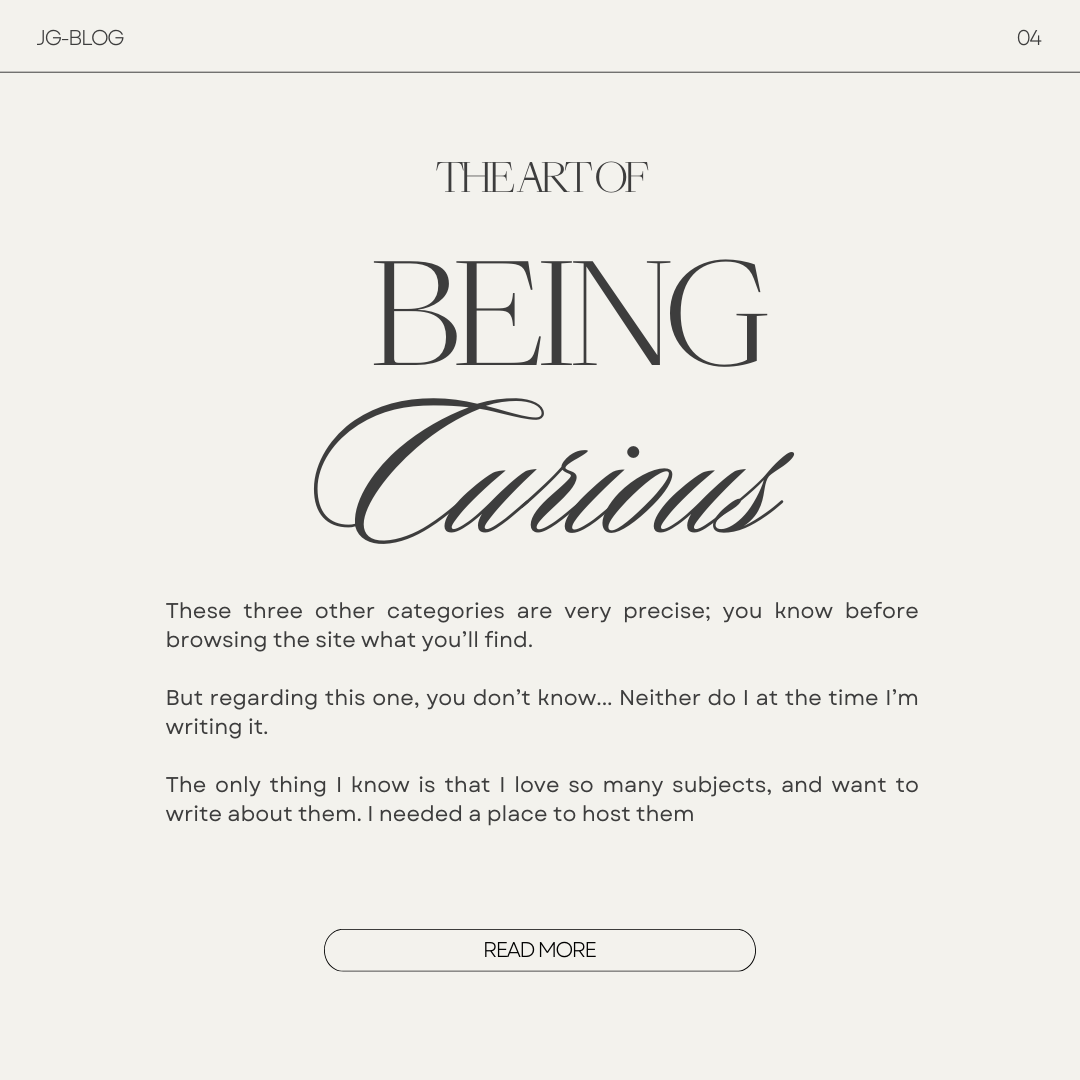 JG-BLOG
04
THE ART OF
BEING
Curious
These three other categories are very precise; you know before
browsing the site what you’ll find.
But regarding this one, you don’t know... Neither do I at the time I’m
writing it.
The only thing I know is that I love so many subjects, and want to
write about them. I needed a place to host them
READ MORE